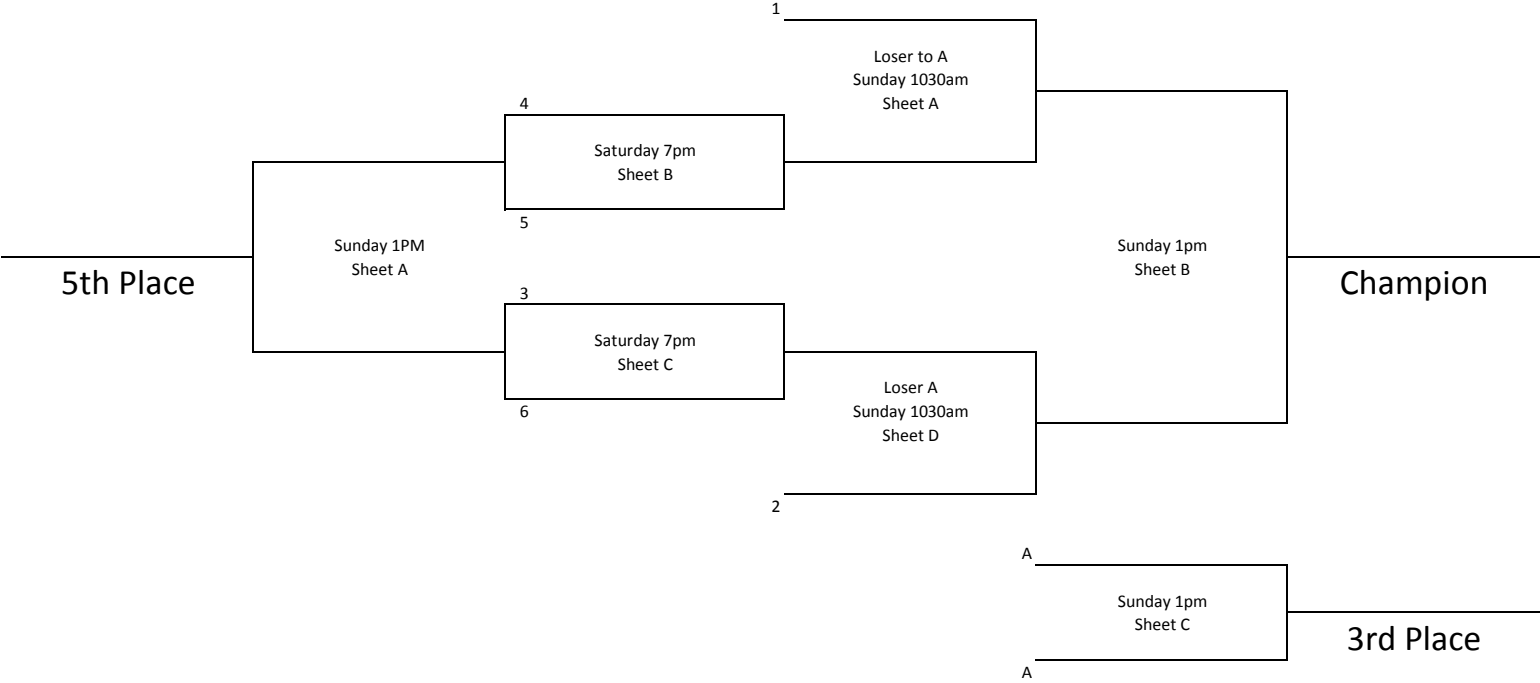 1
Loser to A
Sunday 1030am
Sheet A
4
Saturday 7pm
Sheet B
5
Sunday 1PM
Sheet A
5th Place
Sunday 1pm
Sheet B
Champion
3
Saturday 7pm
Sheet C
6
Loser A
Sunday 1030am
Sheet D
2
A
Sunday 1pm
Sheet C
3rd Place
A